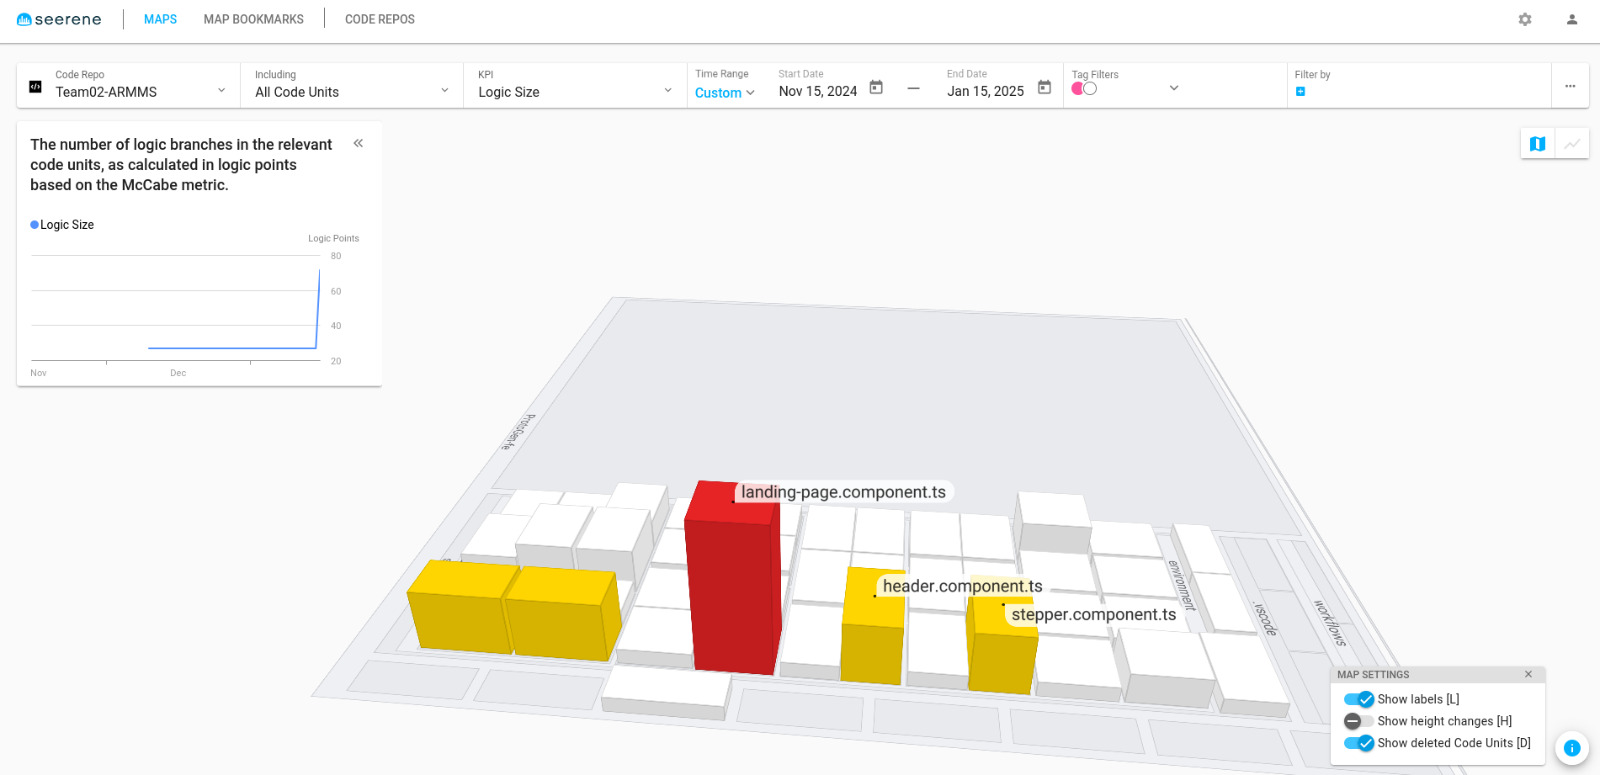 seerene
MAPS
MAP BOOKMARKS
CODE REPOS
Code Repo
Team02-ARMMS
Including
All Code Units
KPI
Logic Size
Time Range
Custom
Start Date
Nov 15, 2024
—
End Date
Jan 15, 2025
Tag Filters
Filter by
The number of logic branches in the relevant
code units, as calculated in logic points
based on the McCabe metric.
Logic Size
Logic Points
80
60
40
20
Nov
Dec
landing-page.component.ts
header.component.ts
stepper.component.ts
environment
.vscode
workflows
MAP SETTINGS
Show labels [L]
Show height changes [H]
Show deleted Code Units [D]